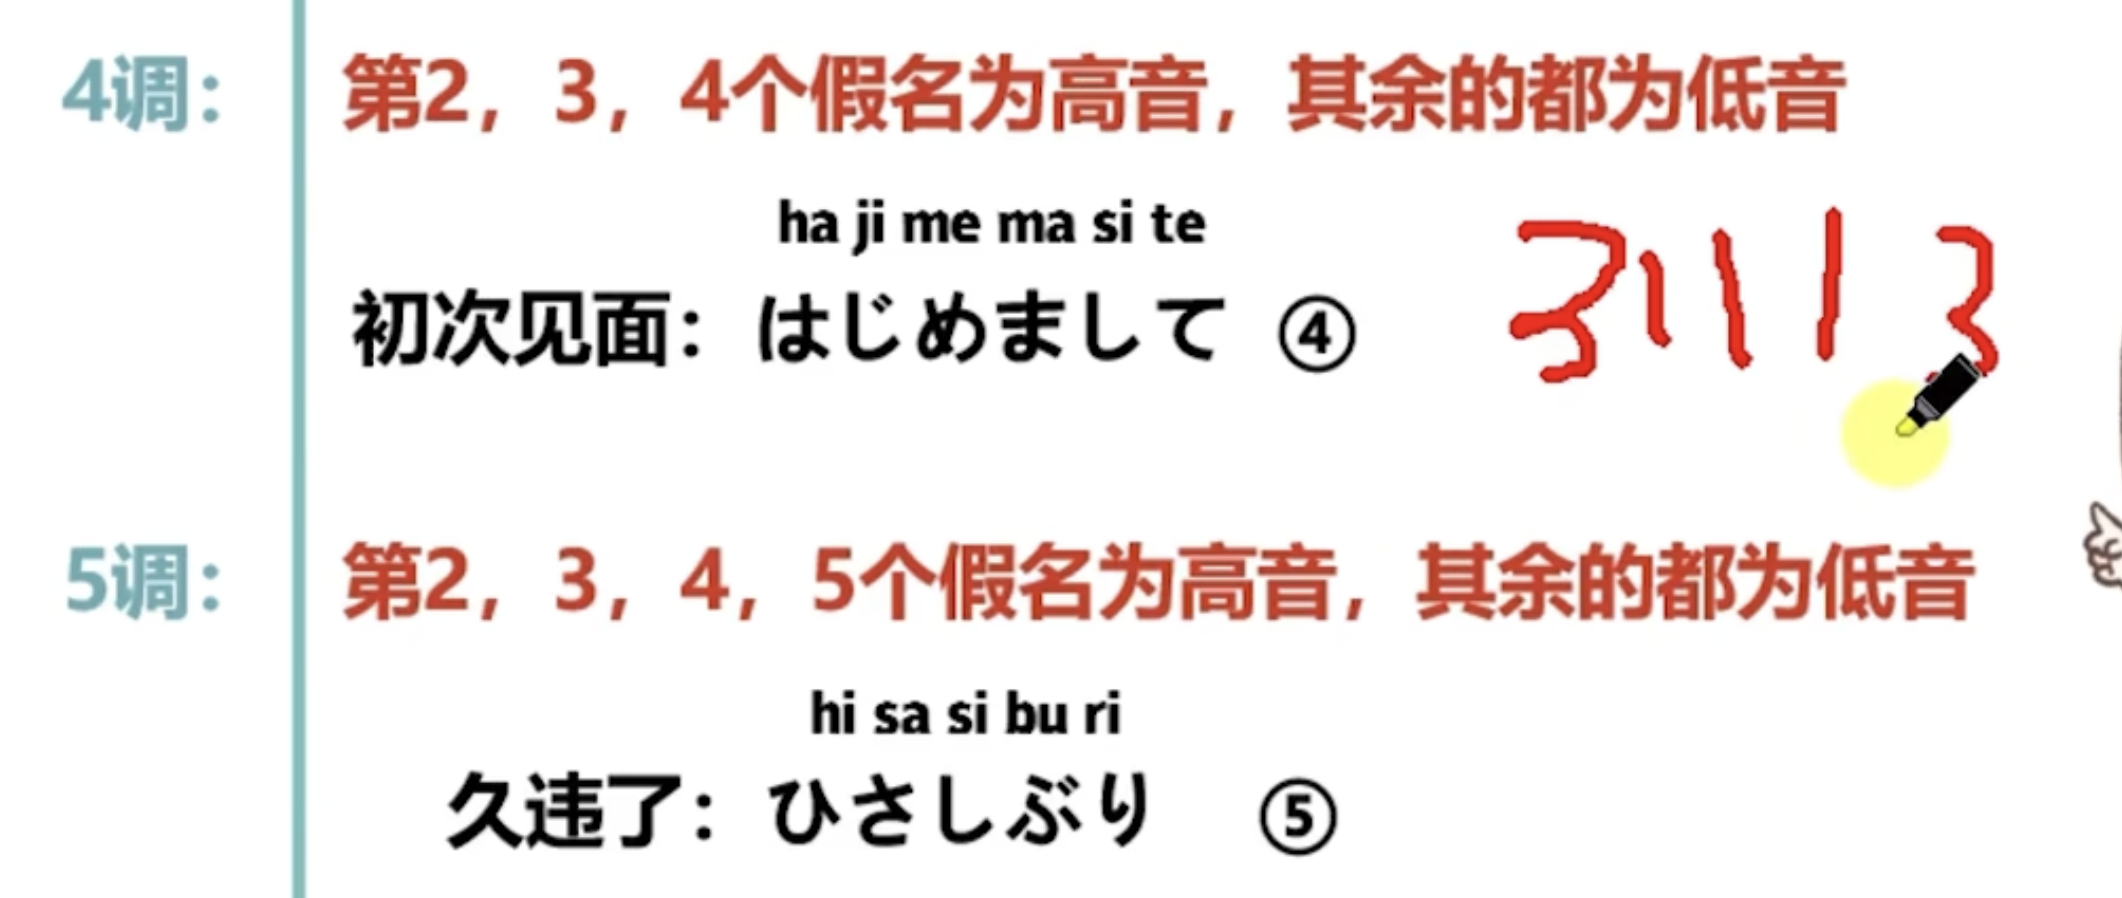 4调： 第2，3，4个假名为高音，其余的都为低音
ha ji me ma si te
初次见面：はじめまして ④ 3 1 1 1 3
5调： 第2，3，4，5个假名为高音，其余的都为低音
hi sa si bu ri
久违了：ひさしぶり ⑤